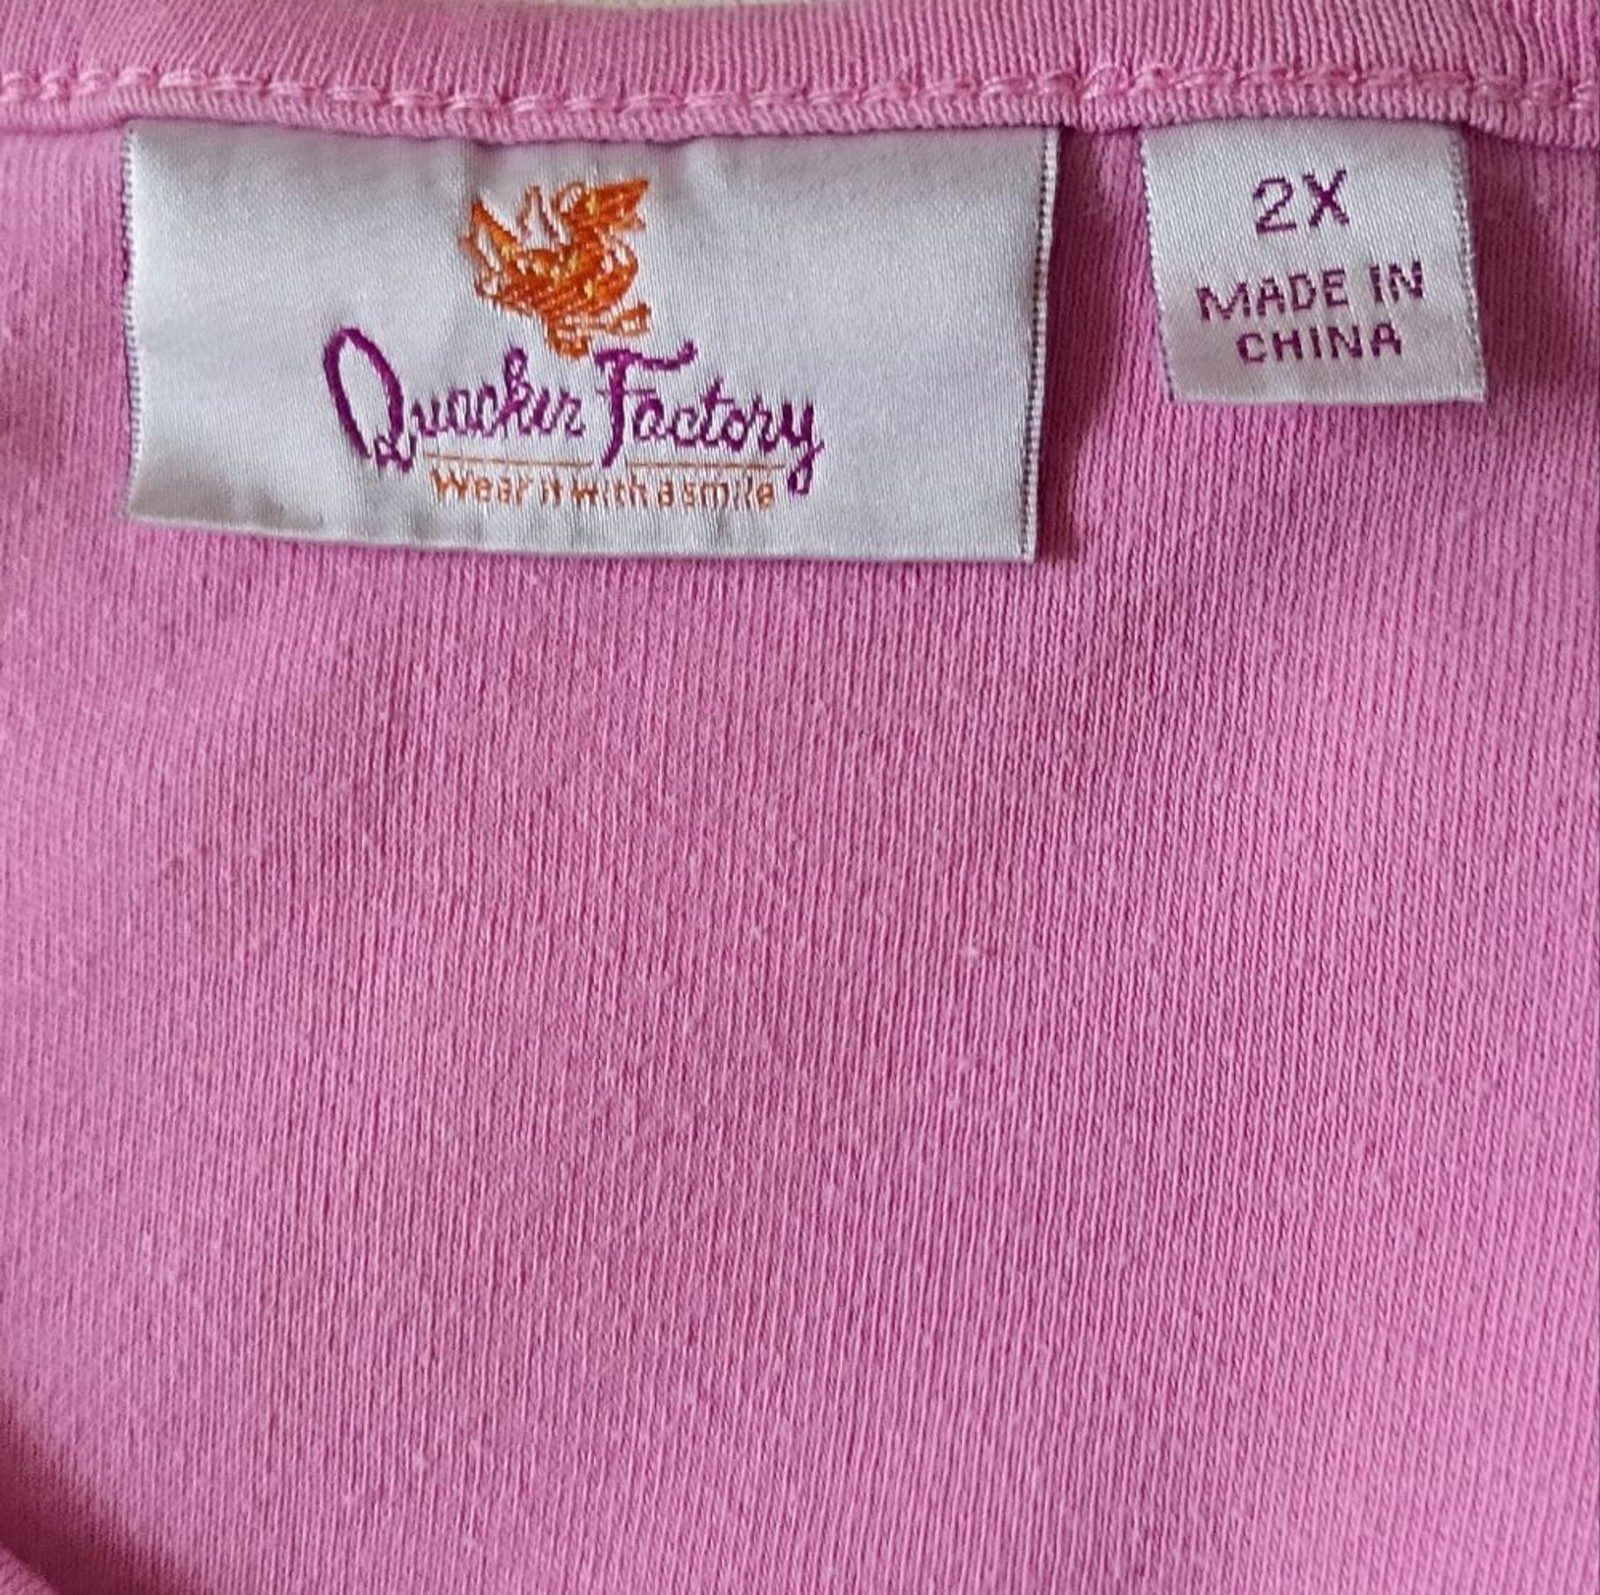 Quacker Factory
Wear it with a smile
2X
MADE IN
CHINA